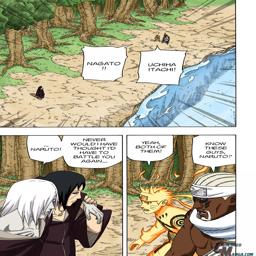 UCHIHA
ITACHI!
NAGATO
!!
KNOW
THESE
GUYS,
NARUTO?
YEAH,
BOTH OF
THEM!
NEVER
WOULD I HAVE
THOUGHT I'D
HAVE TO
BATTLE YOU
AGAIN...
NARUTO!